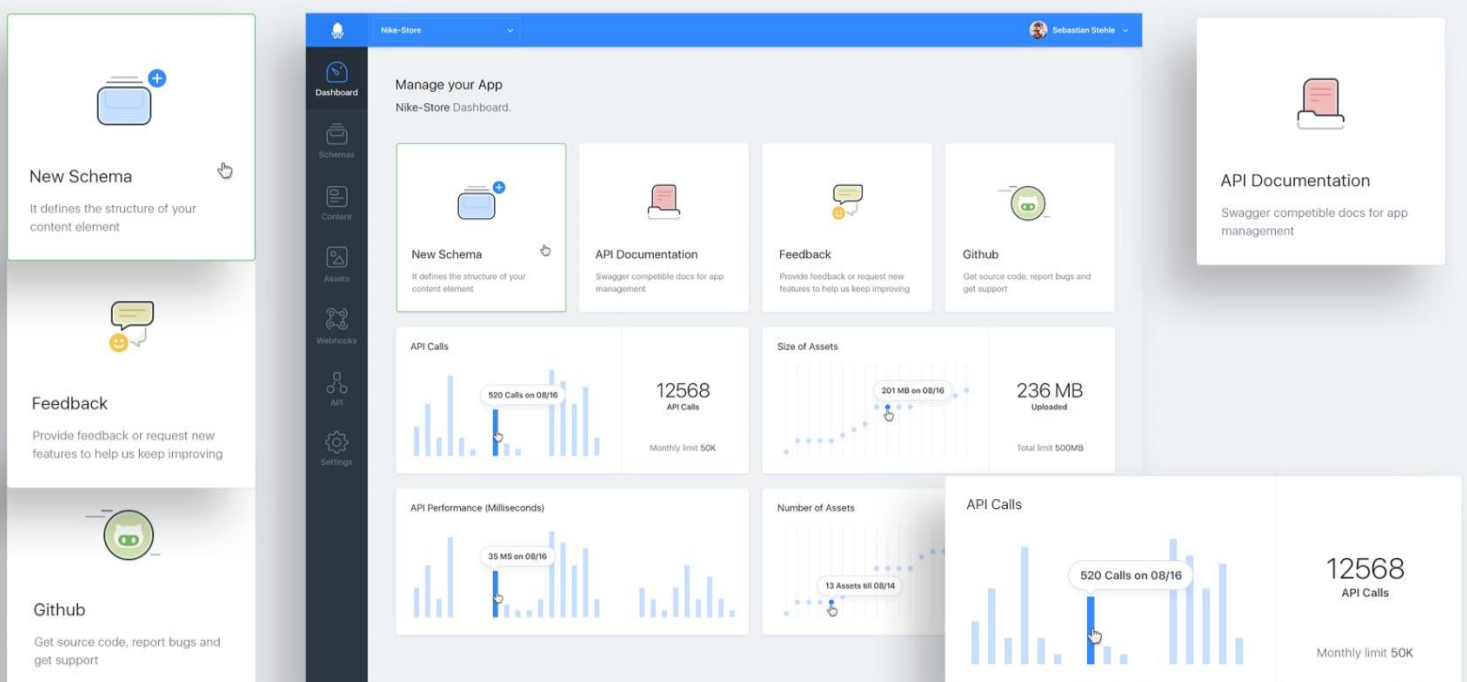 New Schema
It defines the structure of your
content element
Feedback
Provide feedback or request new
features to help us keep improving
Github
Get source code, report bugs and
get support
Nike-Store
Sebastian Stehle
Dashboard
Schemas
Content
Assets
Webhooks
API
Settings
Manage your App
Nike-Store Dashboard.
New Schema
It defines the structure of your
content element
API Documentation
Swagger competible docs for app
management
Feedback
Provide feedback or request new
features to help us keep improving
Github
Get source code, report bugs and
get support
API Calls
520 Calls on 08/16
12568
API Calls
Monthly limit 50K
Size of Assets
201 MB on 08/16
236 MB
Uploaded
Total limit 500MB
API Performance (Milliseconds)
35 MS on 08/16
Number of Assets
13 Assets till 08/14
API Documentation
Swagger competible docs for app
management
API Calls
520 Calls on 08/16
12568
API Calls
Monthly limit 50K